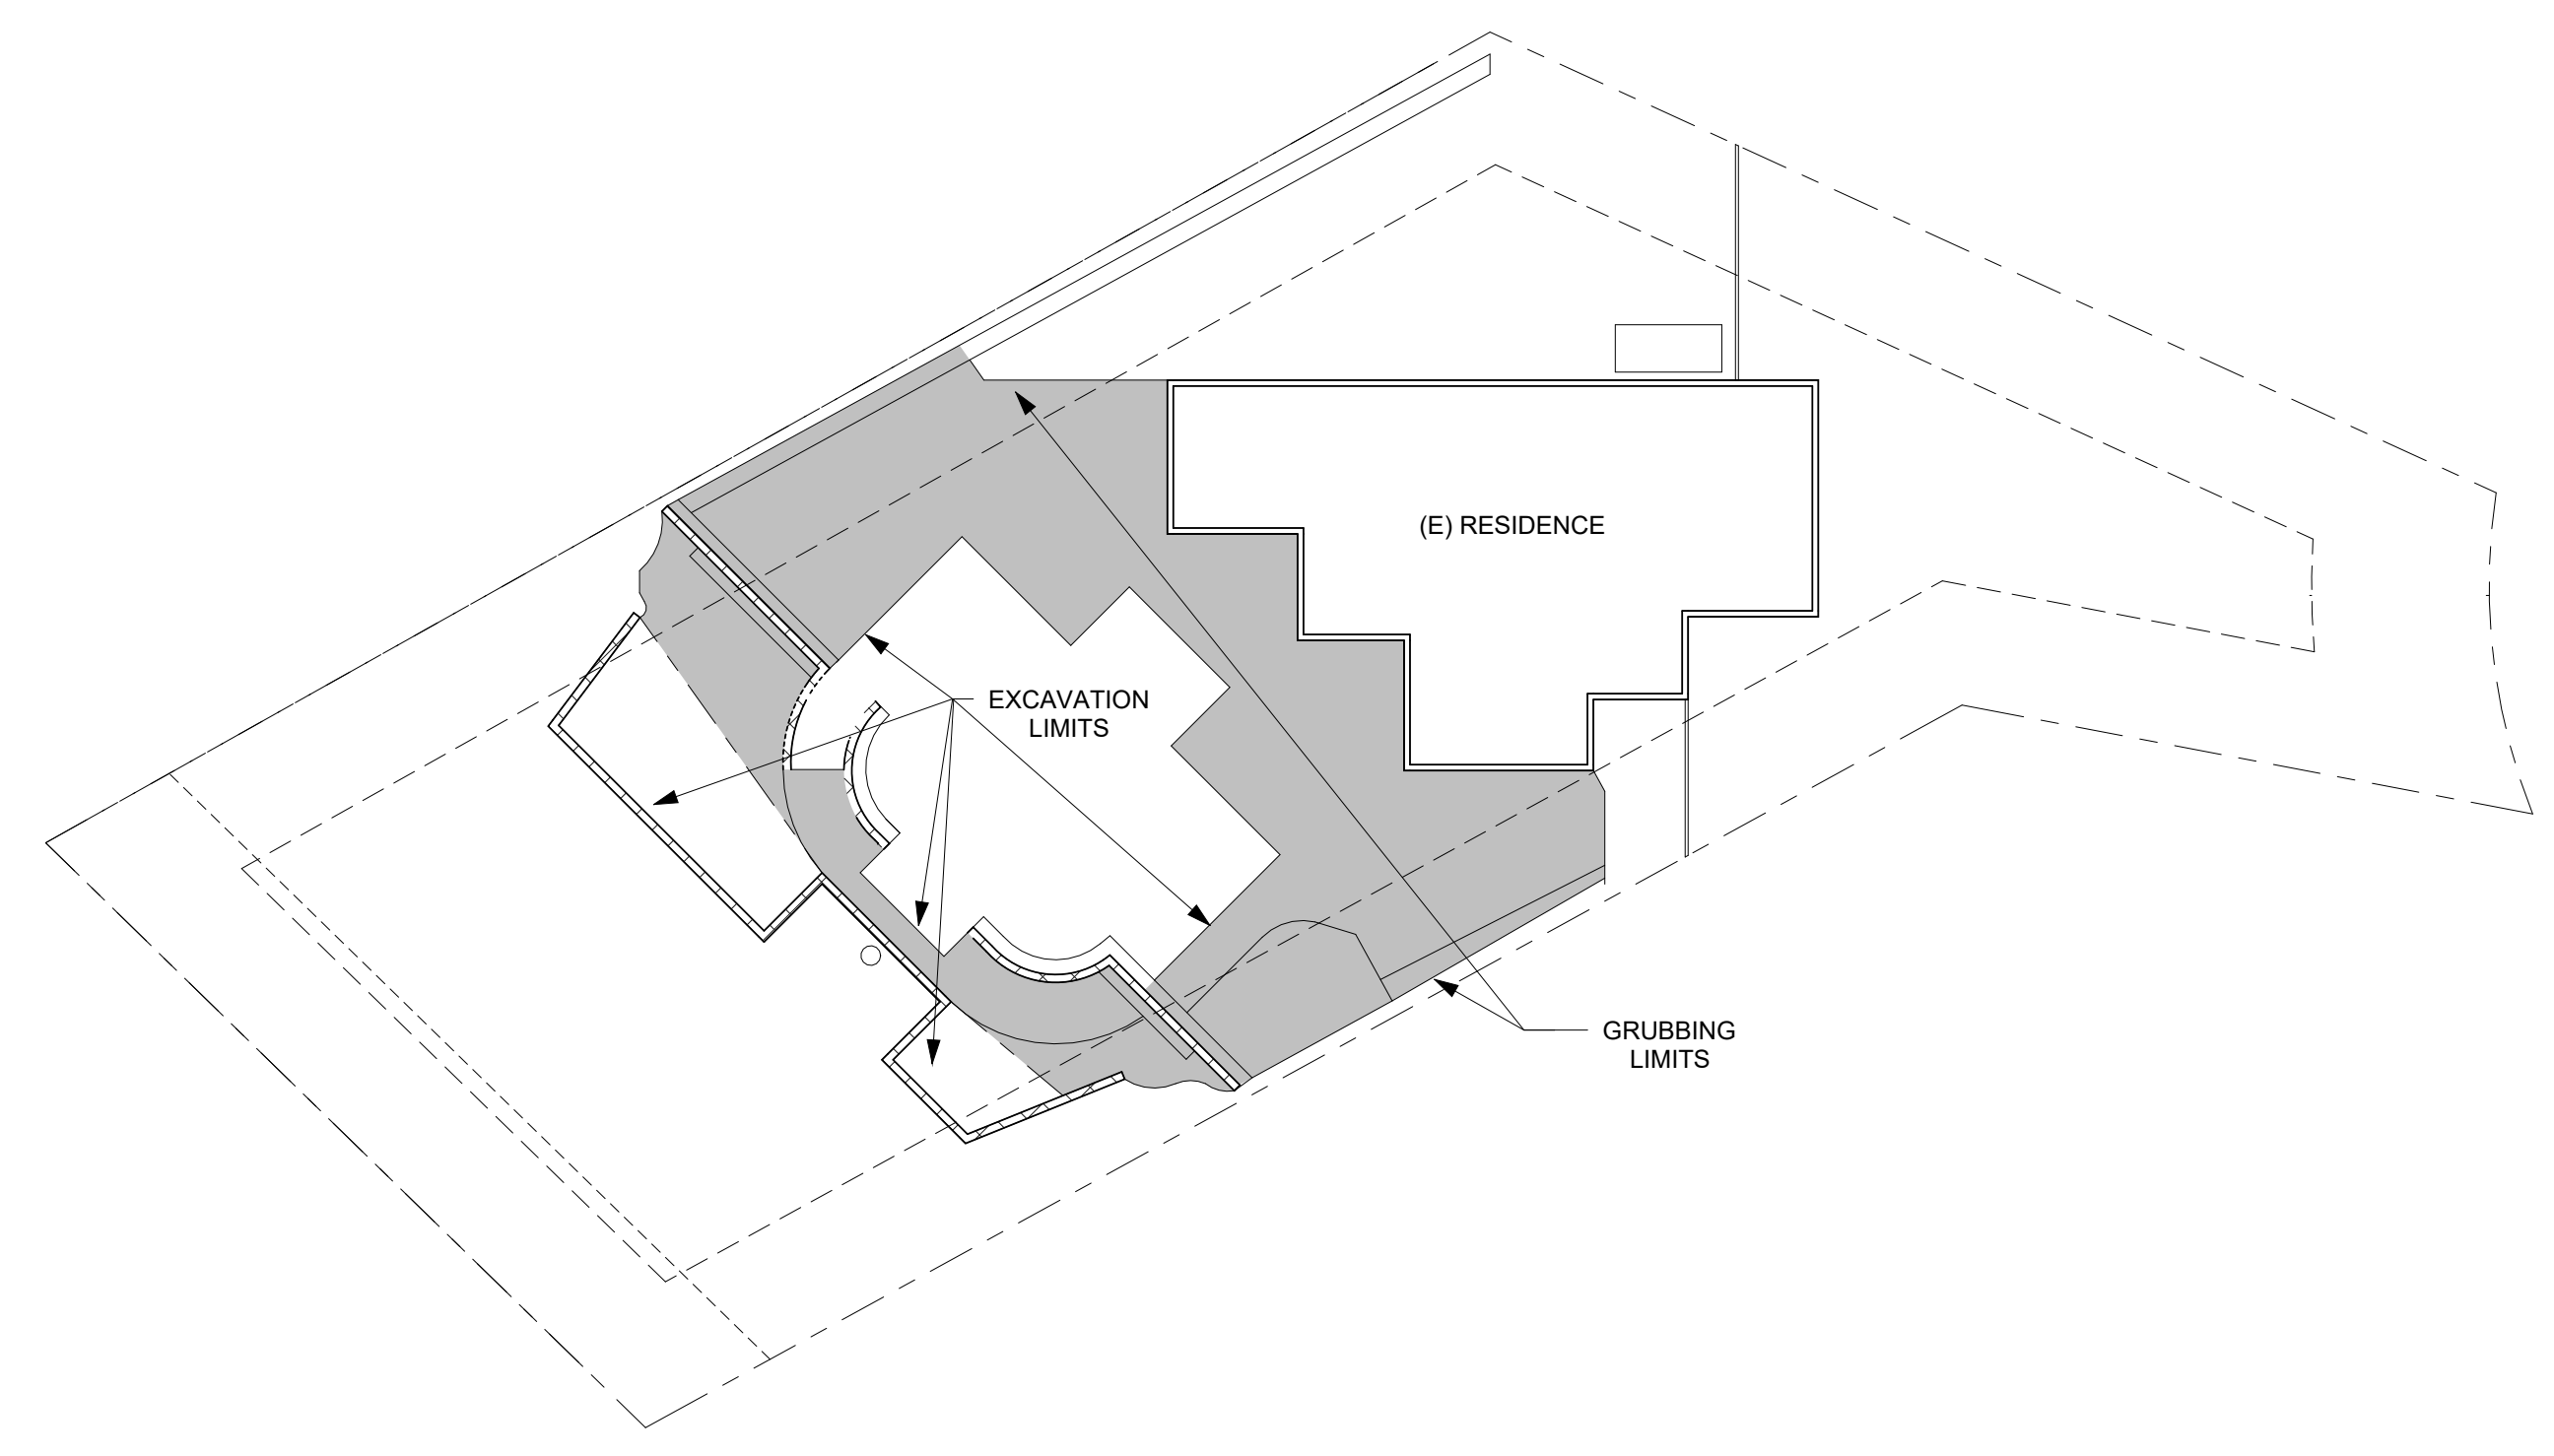 (E) RESIDENCE
EXCAVATION
LIMITS
GRUBBING
LIMITS